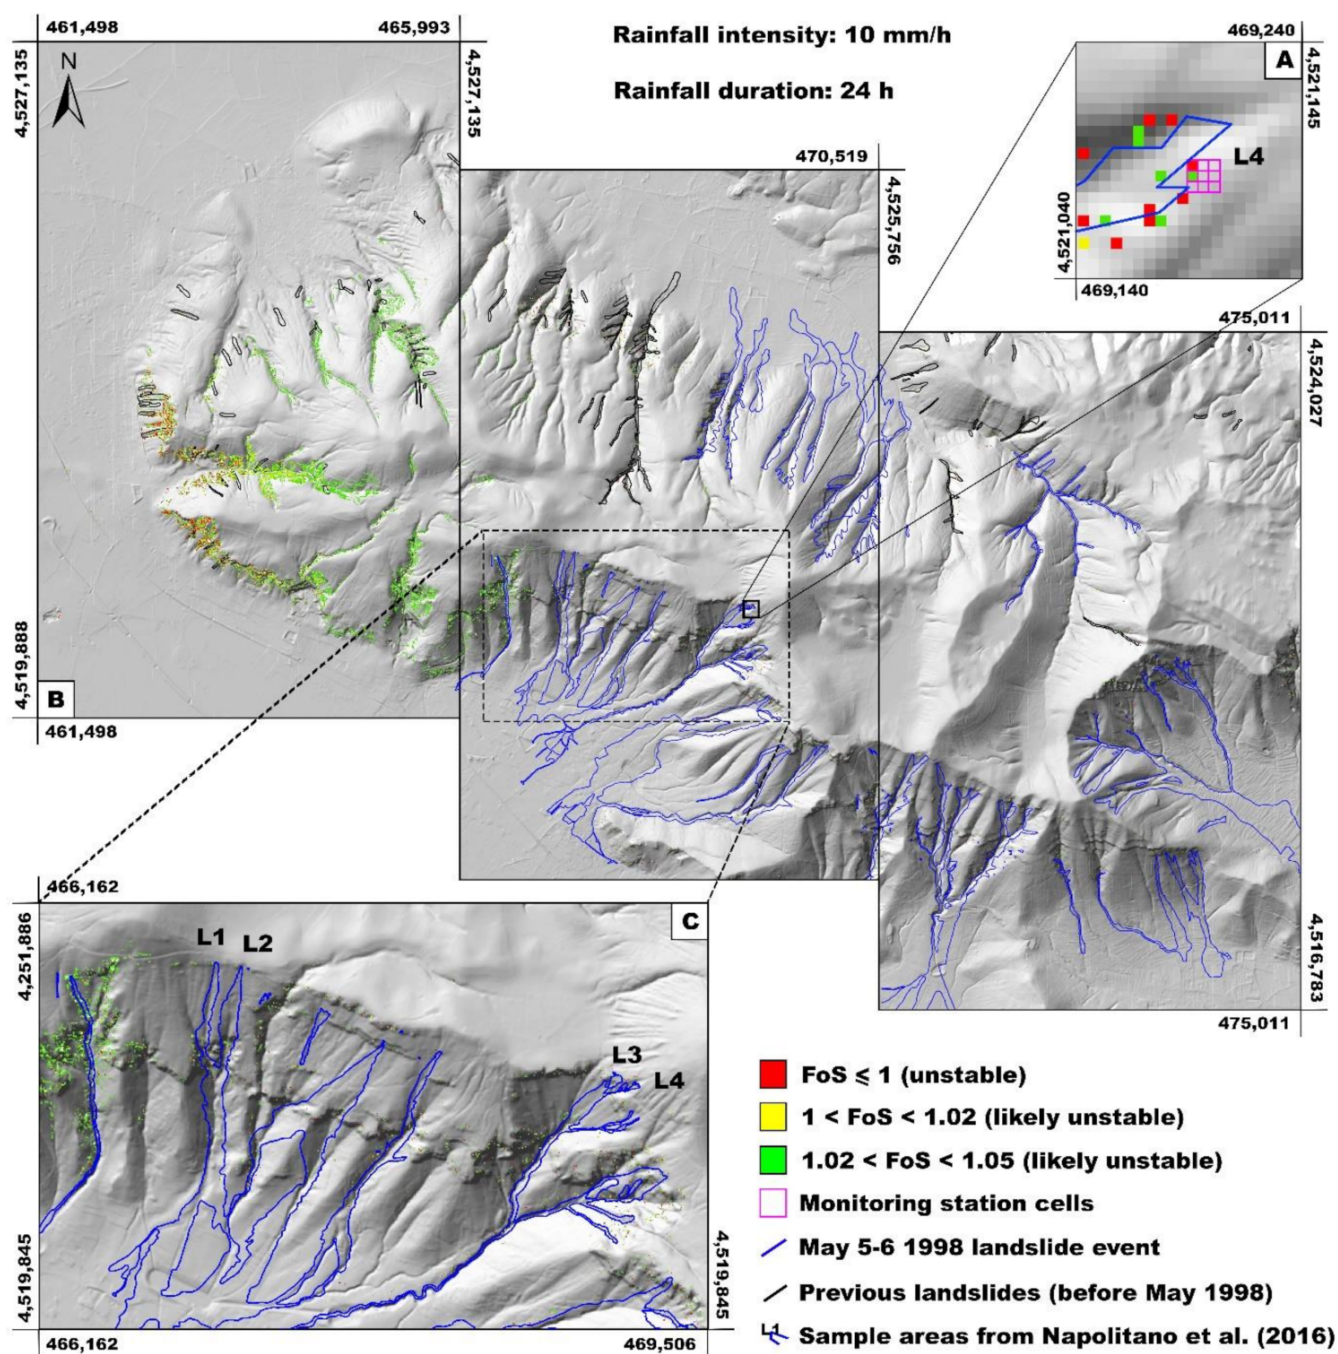 461,498
465,993
Rainfall intensity: 10 mm/h
469,240
4,527,135
N
4,527,135
Rainfall duration: 24 h
A
4,521,145
470,519
L4
4,525,756
4,521,040
469,140
475,011
4,524,027
4,519,888
B
461,498
466,162
C
4,251,886
L1
L2
4,516,783
475,011
L3
L4
4,519,845
4,519,845
466,162
469,506
FoS ⩽ 1 (unstable)
1 < FoS < 1.02 (likely unstable)
1.02 < FoS < 1.05 (likely unstable)
Monitoring station cells
May 5-6 1998 landslide event
Previous landslides (before May 1998)
L1 Sample areas from Napolitano et al. (2016)